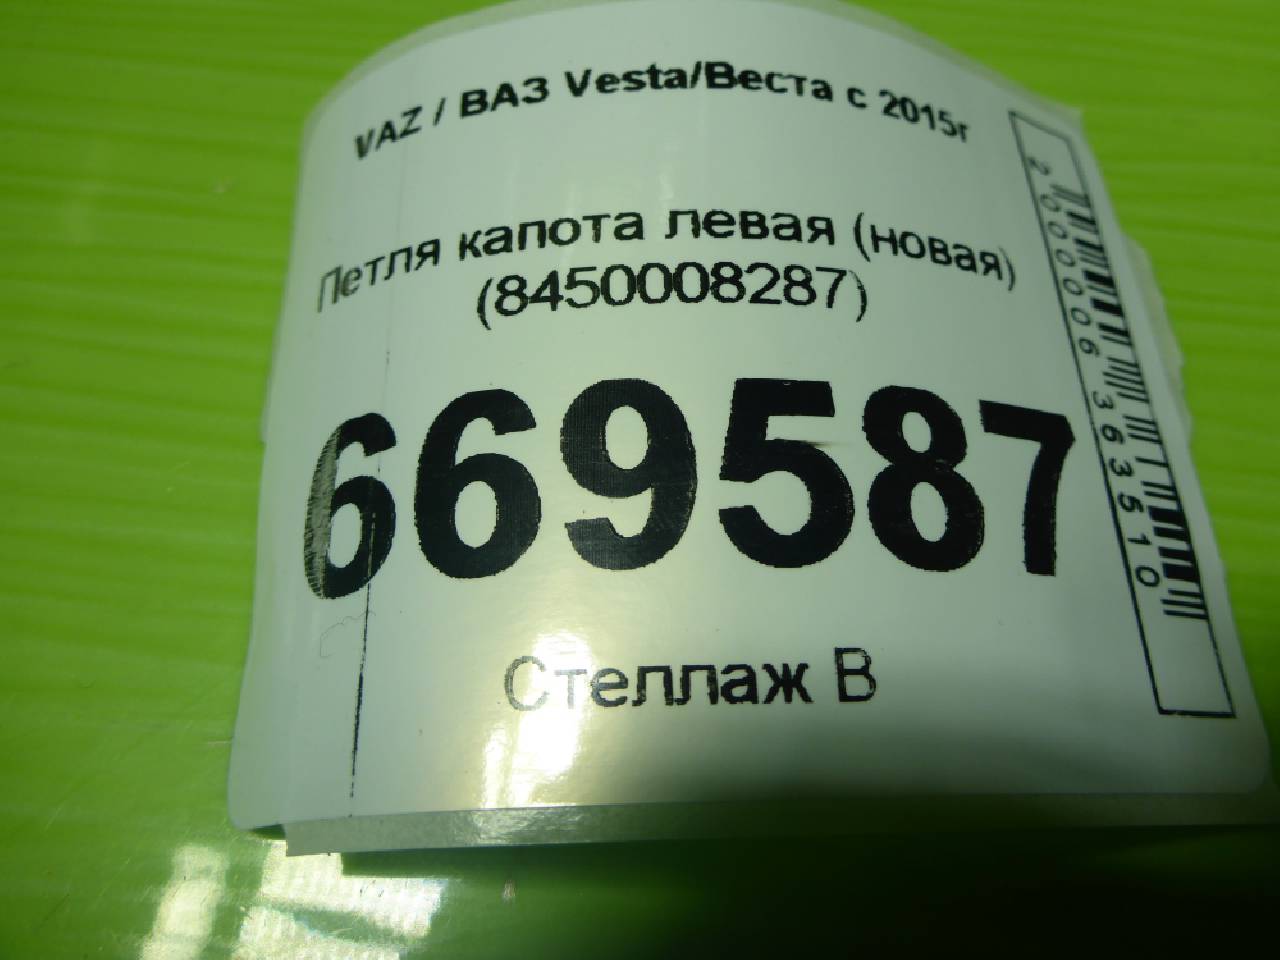 VAZ / ВАЗ Vesta/Веста с 2015г
Петля капота левая (новая)
(8450008287)
669587
Стеллаж В
2000006363510